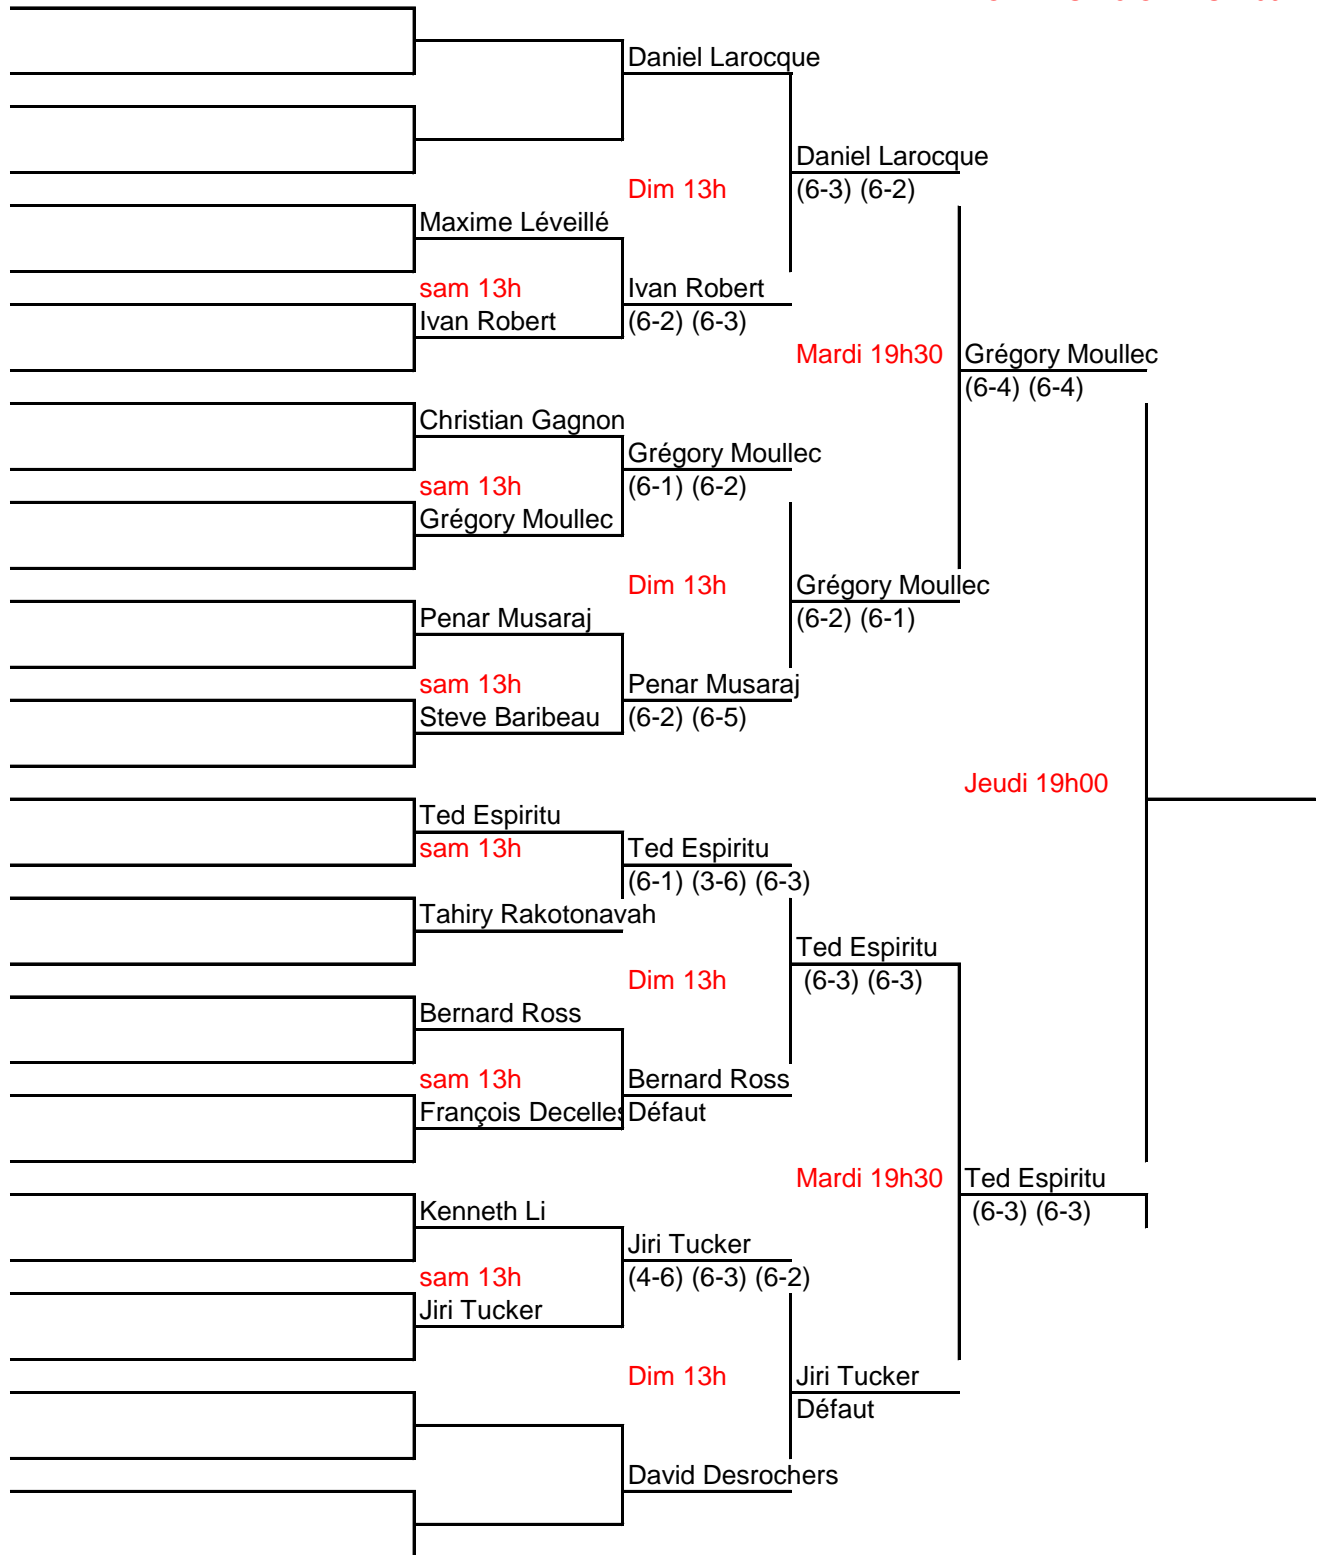 Daniel Larocque
Daniel Larocque
Dim 13h
(6-3) (6-2)
Maxime Léveillé
sam 13h
Ivan Robert
Ivan Robert
(6-2) (6-3)
Mardi 19h30
Grégory Moullec
(6-4) (6-4)
Christian Gagnon
Grégory Moullec
sam 13h
(6-1) (6-2)
Grégory Moullec
Dim 13h
Grégory Moullec
(6-2) (6-1)
Penar Musaraj
sam 13h
Penar Musaraj
Steve Baribeau
(6-2) (6-5)
Jeudi 19h00
Ted Espiritu
sam 13h
Ted Espiritu
(6-1) (3-6) (6-3)
Tahiry Rakotonavah
Ted Espiritu
Dim 13h
(6-3) (6-3)
Bernard Ross
sam 13h
Bernard Ross
François Decelles
Défaut
Mardi 19h30
Ted Espiritu
(6-3) (6-3)
Kenneth Li
Jiri Tucker
sam 13h
(4-6) (6-3) (6-2)
Jiri Tucker
Dim 13h
Jiri Tucker
Défaut
David Desrochers